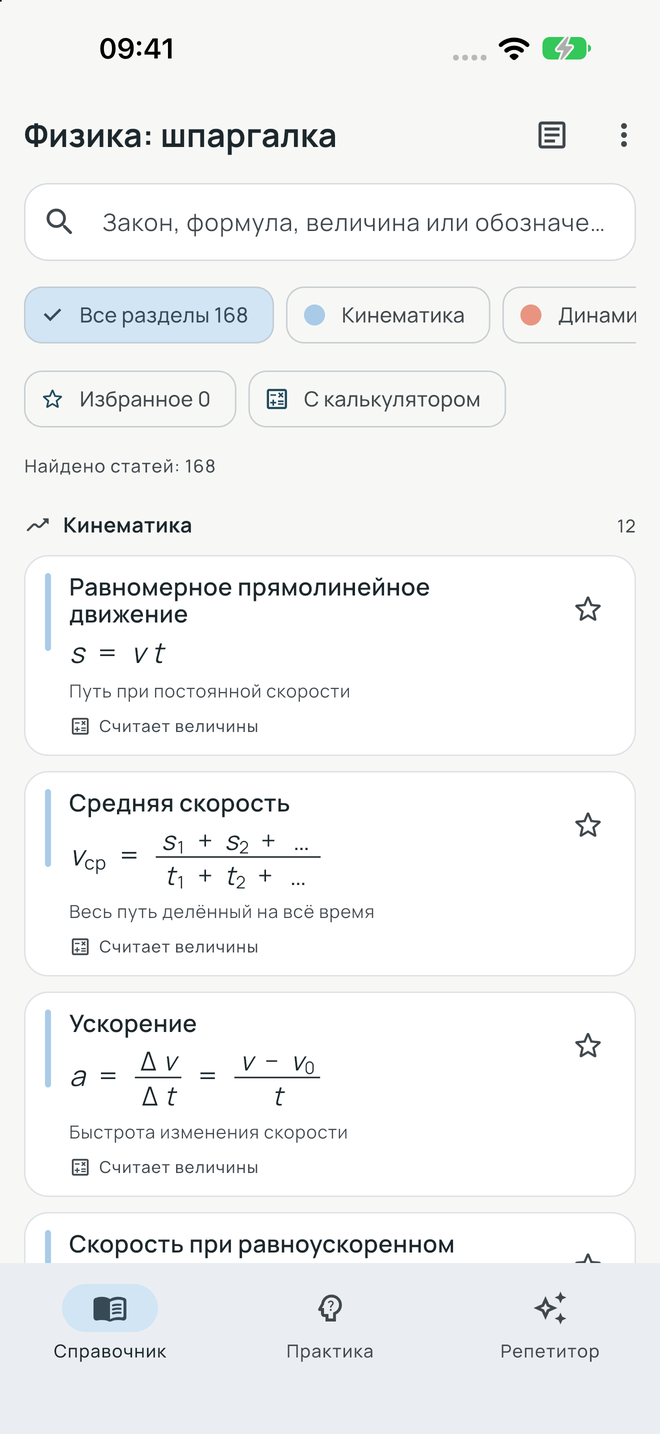 09:41
Физика: шпаргалка
Закон, формула, величина или обозначе...
Все разделы 168
Кинематика
Динами
Избранное 0
С калькулятором
Найдено статей: 168
Кинематика
12
Равномерное прямолинейное
движение
s = v t
Путь при постоянной скорости
Считает величины
Средняя скорость
v_ср = (s₁ + s₂ + ...) / (t₁ + t₂ + ...)
Весь путь делённый на всё время
Считает величины
Ускорение
a = Δ v / Δ t = (v − v₀) / t
Быстрота изменения скорости
Считает величины
Скорость при равноускоренном
Справочник
Практика
Репетитор